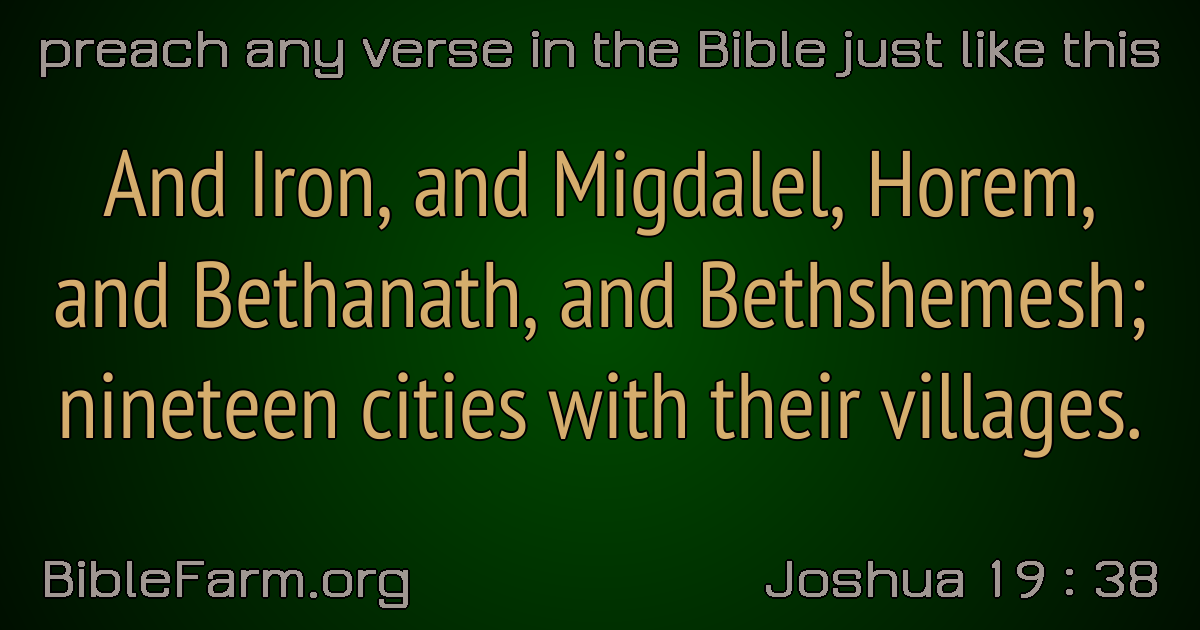 preach any verse in the Bible just like this
And Iron, and Migdalel, Horem,
and Bethanath, and Bethshemesh;
nineteen cities with their villages.
BibleFarm.org
Joshua 19 : 38